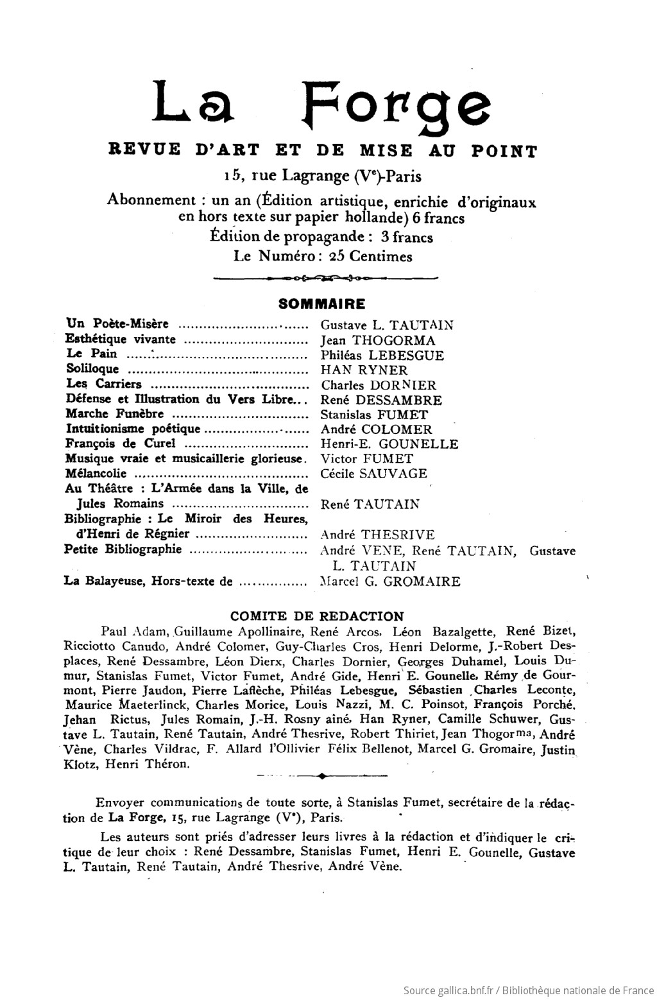 La Forge
REVUE D'ART ET DE MISE AU POINT
15, rue Lagrange (Ve)-Paris
Abonnement : un an (Édition artistique, enrichie d'originaux
en hors texte sur papier hollande) 6 francs
Édition de propagande : 3 francs
Le Numéro : 25 Centimes
SOMMAIRE
Un Poète-Misère ............................ Gustave L. TAUTAIN
Esthétique vivante ............................ Jean THOGORMA
Le Pain ............................ Philéas LEBESGUE
Soliloque ............................ HAN RYNER
Les Carriers ............................ Charles DORNIER
Défense et Illustration du Vers Libre... René DESSAMBRE
Marche Funèbre ............................ Stanislas FUMET
Intuitionisme poétique ............................ André COLOMER
François de Curel ............................ Henri-E. GOUNELLE
Musique vraie et musicaillerie glorieuse. Victor FUMET
Mélancolie ............................ Cécile SAUVAGE
Au Théâtre : L'Armée dans la Ville, de
Jules Romains ............................ René TAUTAIN
Bibliographie : Le Miroir des Heures,
d'Henri de Régnier ............................ André THESRIVE
Petite Bibliographie ............................ André VENE, René TAUTAIN, Gustave
L. TAUTAIN
La Balayeuse, Hors-texte de ................ Marcel G. GROMAIRE
COMITE DE REDACTION
Paul Adam, Guillaume Apollinaire, René Arcos, Léon Bazalgette, René Bizet,
Ricciotto Canudo, André Colomer, Guy-Charles Cros, Henri Delorme, J.-Robert Des-
places, René Dessambre, Léon Dierx, Charles Dornier, Georges Duhamel, Louis Du-
mur, Stanislas Fumet, Victor Fumet, André Gide, Henri E. Gounelle, Rémy de Gour-
mont, Pierre Jaudon, Pierre Laflèche, Philéas Lebesgue, Sébastien Charles Leconte,
Maurice Maeterlinck, Charles Morice, Louis Nazzi, M. C. Poinsot, François Porché,
Jehan Rictus, Jules Romain, J.-H. Rosny aîné, Han Ryner, Camille Schuwer, Gus-
tave L. Tautain, René Tautain, André Thesrive, Robert Thiriet, Jean Thogorma, André
Vène, Charles Vildrac, F. Allard l'Ollivier Félix Bellenot, Marcel G. Gromaire, Justin
Klotz, Henri Théron.
Envoyer communications de toute sorte, à Stanislas Fumet, secrétaire de la rédac-
tion de La Forge, 15, rue Lagrange (Ve), Paris.
Les auteurs sont priés d'adresser leurs livres à la rédaction et d'indiquer le cri-
tique de leur choix : René Dessambre, Stanislas Fumet, Henri E. Gounelle, Gustave
L. Tautain, René Tautain, André Thesrive, André Vène.
Source gallica.bnf.fr / Bibliothèque nationale de France